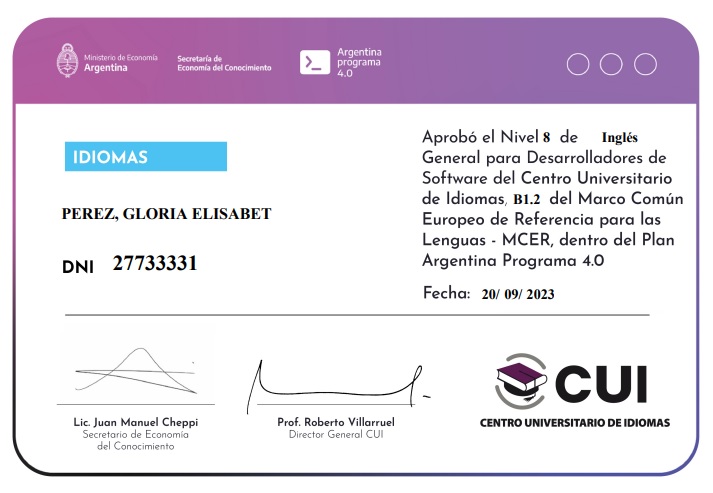 Ministerio de Economía
Argentina
Secretaría de
Economía del Conocimiento
Argentina
programa
4.0
IDIOMAS
PEREZ, GLORIA ELISABET
DNI 27733331
Aprobó el Nivel 8 de Inglés
General para Desarrolladores de
Software del Centro Universitario
de Idiomas, B1.2 del Marco Común
Europeo de Referencia para las
Lenguas - MCER, dentro del Plan
Argentina Programa 4.0
Fecha: 20/ 09/ 2023
Lic. Juan Manuel Cheppi
Secretario de Economía
del Conocimiento
Prof. Roberto Villarruel
Director General CUI
CUI
CENTRO UNIVERSITARIO DE IDIOMAS